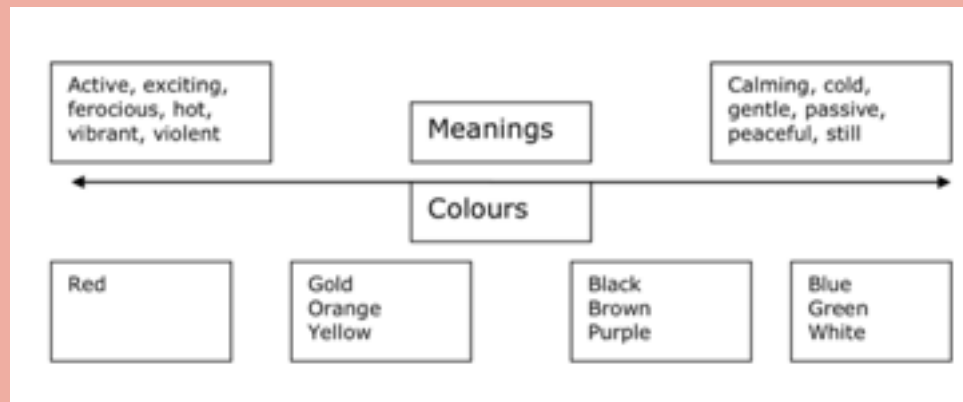 Active, exciting,
ferocious, hot,
vibrant, violent
Meanings
Calming, cold,
gentle, passive,
peaceful, still
Colours
Red
Gold
Orange
Yellow
Black
Brown
Purple
Blue
Green
White